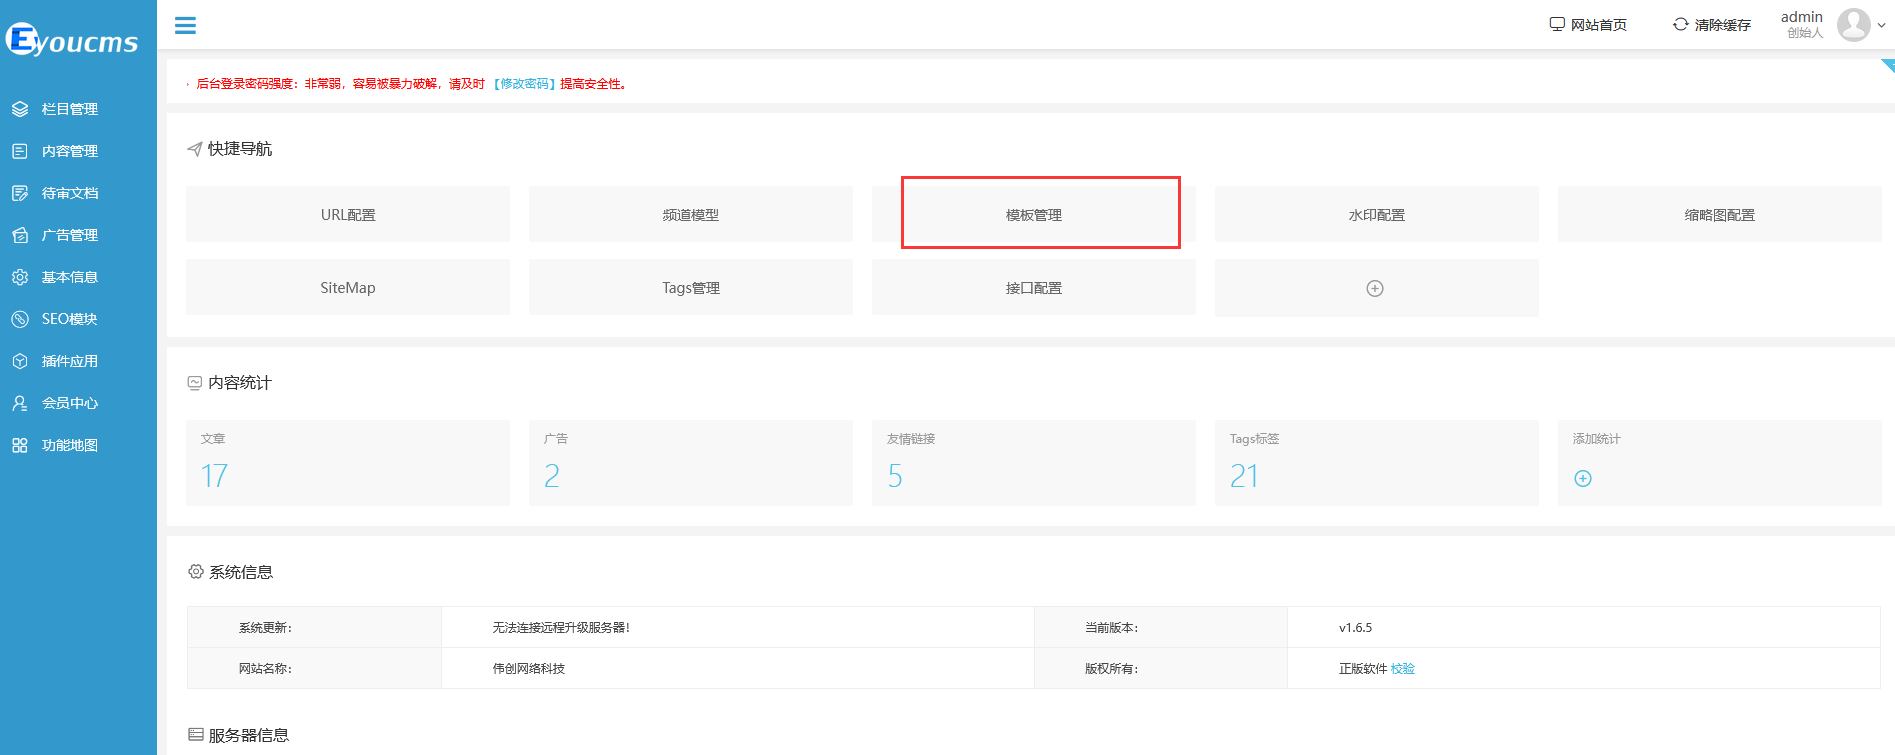 Eyoucms
网站首页
清除缓存
admin
创始人
栏目管理
内容管理
待审文档
广告管理
基本信息
SEO模块
插件应用
会员中心
功能地图
后台登录密码强度：非常弱，容易被暴力破解，请及时 【修改密码】提高安全性。
快捷导航
URL配置
频道模型
模板管理
水印配置
缩略图配置
SiteMap
Tags管理
接口配置
内容统计
文章
17
广告
2
友情链接
5
Tags标签
21
添加统计
系统信息
系统更新：
无法连接远程升级服务器！
当前版本：
v1.6.5
网站名称：
伟创网络科技
版权所有：
正版软件 校验
服务器信息